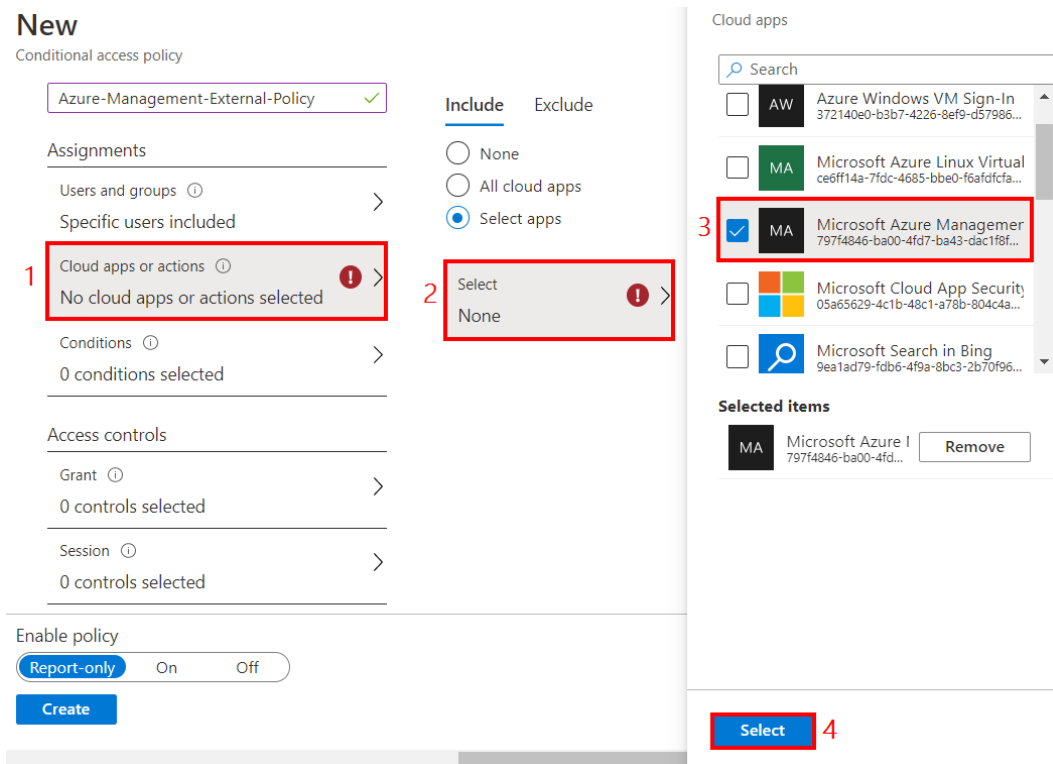 New
Conditional access policy
Azure-Management-External-Policy
Assignments
Users and groups
Specific users included
1
Cloud apps or actions
No cloud apps or actions selected
Conditions
0 conditions selected
Access controls
Grant
0 controls selected
Session
0 controls selected
Enable policy
Report-only On Off
Create
Include Exclude
None
All cloud apps
Select apps
2
Select
None
Cloud apps
Search
AW
Azure Windows VM Sign-In
372140e0-b3b7-4226-8ef9-d57986...
MA
Microsoft Azure Linux Virtual
ce6ff14a-7fdc-4685-bbe0-f6afdfcfa...
3
MA
Microsoft Azure Managemer
797f4846-ba00-4fd7-ba43-dac1f8f...
Microsoft Cloud App Security
05a65629-4c1b-48c1-a78b-804c4a...
Microsoft Search in Bing
9ea1ad79-fdb6-4f9a-8bc3-2b70f96...
Selected items
MA
Microsoft Azure I
797f4846-ba00-4fd...
Remove
Select
4